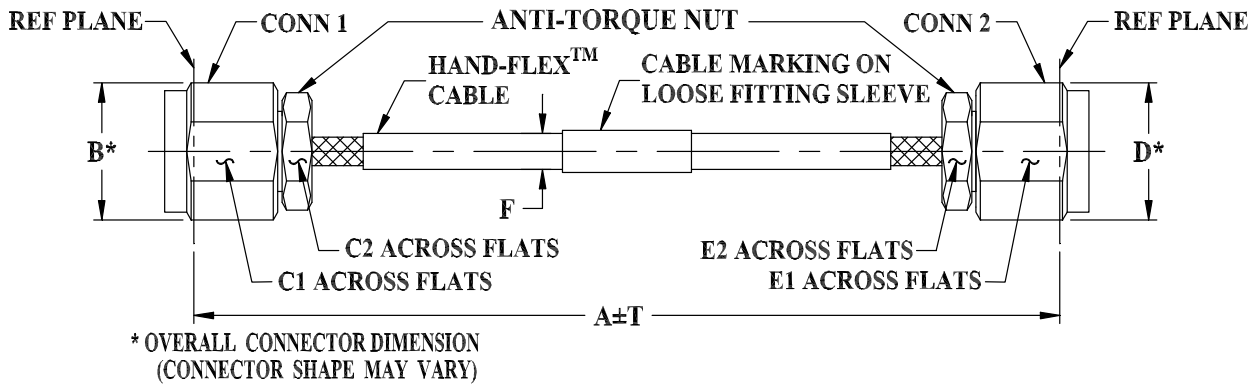 REF PLANE
CONN 1
ANTI-TORQUE NUT
CONN 2
REF PLANE
HAND-FLEX™
CABLE
CABLE MARKING ON
LOOSE FITTING SLEEVE
B*
D*
F
C2 ACROSS FLATS
E2 ACROSS FLATS
C1 ACROSS FLATS
E1 ACROSS FLATS
A±T
* OVERALL CONNECTOR DIMENSION
(CONNECTOR SHAPE MAY VARY)